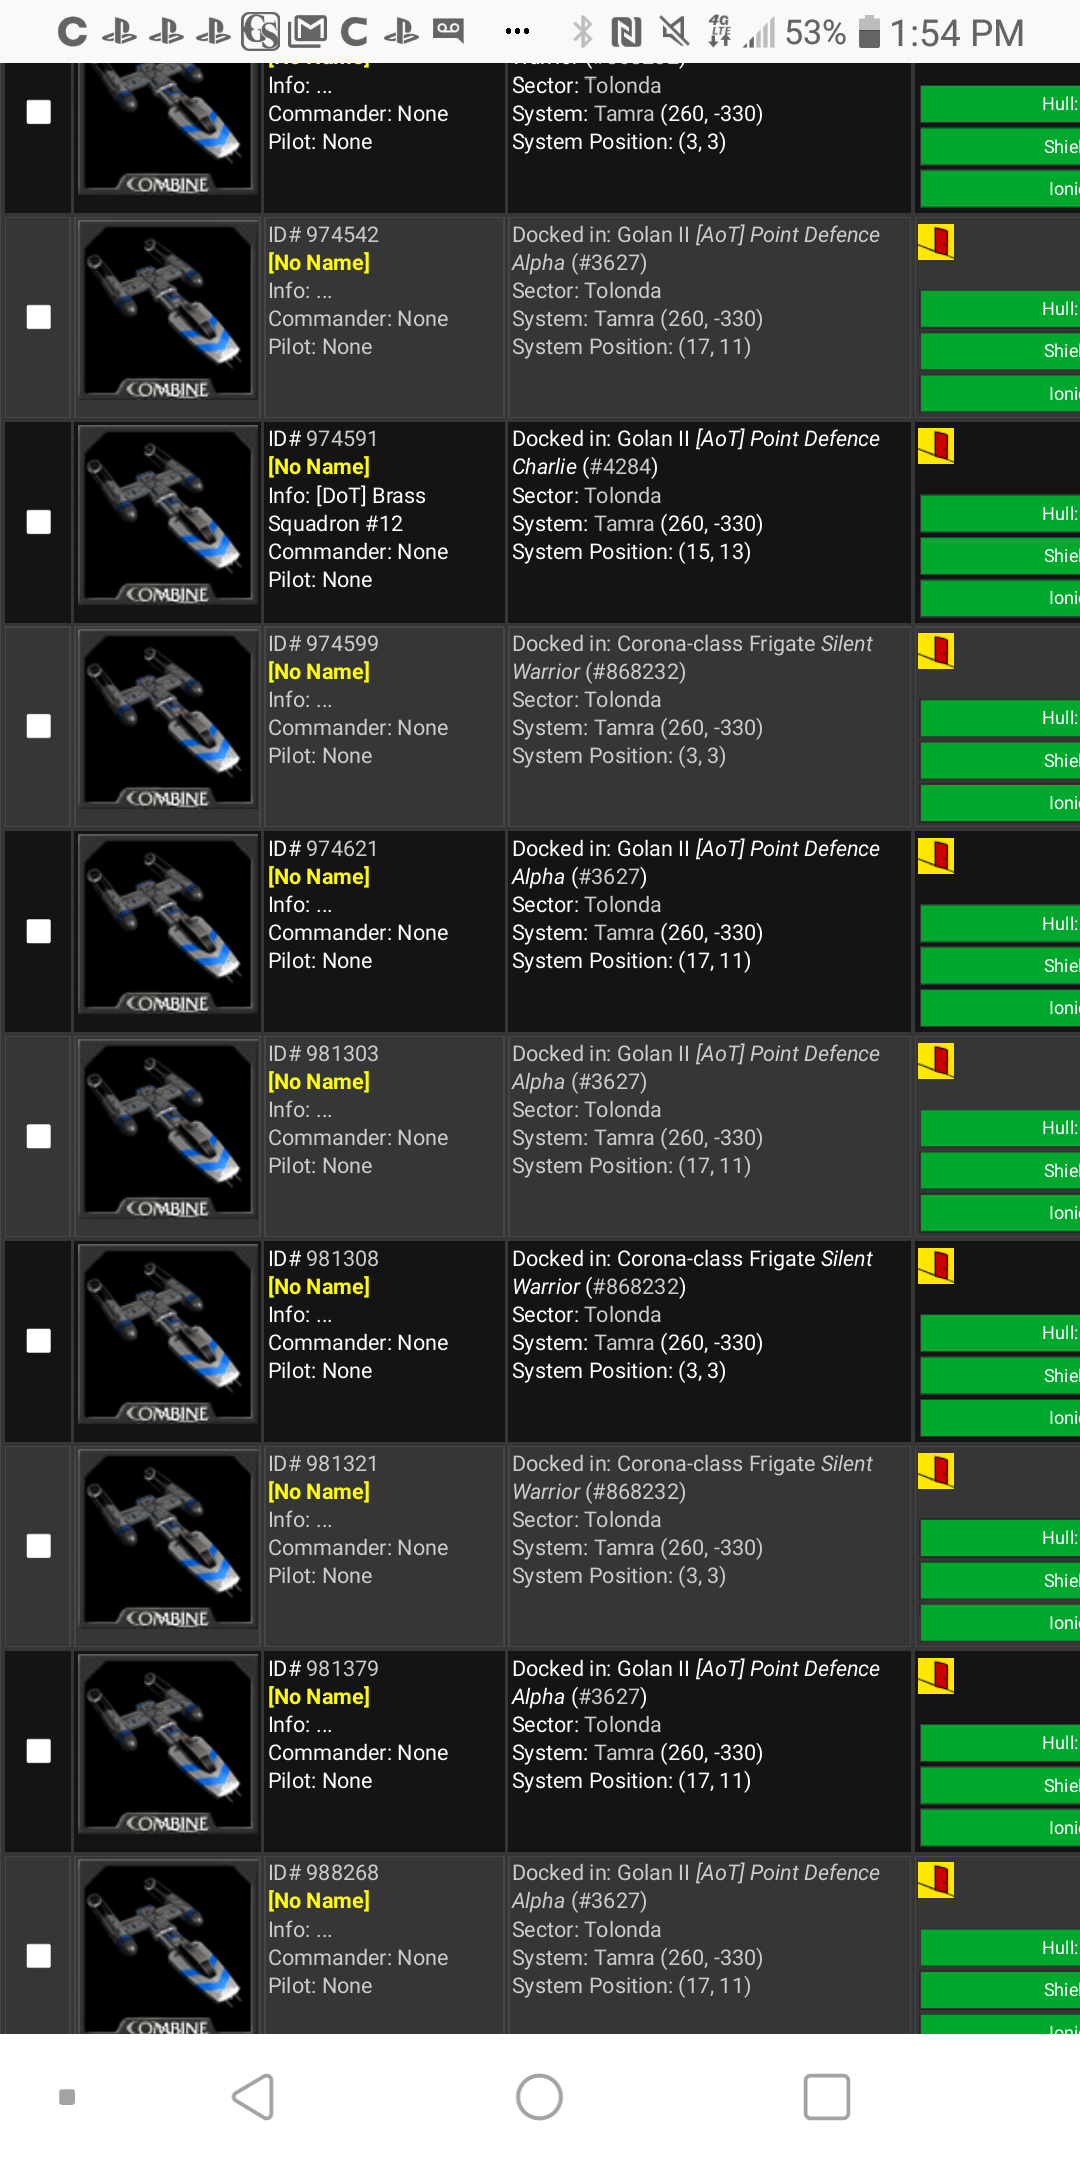 53% 1:54 PM
Info: ...
Commander: None
Pilot: None
Sector: Tolonda
System: Tamra (260, -330)
System Position: (3, 3)
Hull:
Shiel
Ioni
COMBINE
ID# 974542
[No Name]
Info: ...
Commander: None
Pilot: None
Docked in: Golan II [AoT] Point Defence
Alpha (#3627)
Sector: Tolonda
System: Tamra (260, -330)
System Position: (17, 11)
Hull:
Shiel
Ioni
COMBINE
ID# 974591
[No Name]
Info: [DoT] Brass
Squadron #12
Commander: None
Pilot: None
Docked in: Golan II [AoT] Point Defence
Charlie (#4284)
Sector: Tolonda
System: Tamra (260, -330)
System Position: (15, 13)
Hull:
Shiel
Ioni
COMBINE
ID# 974599
[No Name]
Info: ...
Commander: None
Pilot: None
Docked in: Corona-class Frigate Silent
Warrior (#868232)
Sector: Tolonda
System: Tamra (260, -330)
System Position: (3, 3)
Hull:
Shiel
Ioni
COMBINE
ID# 974621
[No Name]
Info: ...
Commander: None
Pilot: None
Docked in: Golan II [AoT] Point Defence
Alpha (#3627)
Sector: Tolonda
System: Tamra (260, -330)
System Position: (17, 11)
Hull:
Shiel
Ioni
COMBINE
ID# 981303
[No Name]
Info: ...
Commander: None
Pilot: None
Docked in: Golan II [AoT] Point Defence
Alpha (#3627)
Sector: Tolonda
System: Tamra (260, -330)
System Position: (17, 11)
Hull:
Shiel
Ioni
COMBINE
ID# 981308
[No Name]
Info: ...
Commander: None
Pilot: None
Docked in: Corona-class Frigate Silent
Warrior (#868232)
Sector: Tolonda
System: Tamra (260, -330)
System Position: (3, 3)
Hull:
Shiel
Ioni
COMBINE
ID# 981321
[No Name]
Info: ...
Commander: None
Pilot: None
Docked in: Corona-class Frigate Silent
Warrior (#868232)
Sector: Tolonda
System: Tamra (260, -330)
System Position: (3, 3)
Hull:
Shiel
Ioni
COMBINE
ID# 981379
[No Name]
Info: ...
Commander: None
Pilot: None
Docked in: Golan II [AoT] Point Defence
Alpha (#3627)
Sector: Tolonda
System: Tamra (260, -330)
System Position: (17, 11)
Hull:
Shiel
Ioni
COMBINE
ID# 988268
[No Name]
Info: ...
Commander: None
Pilot: None
Docked in: Golan II [AoT] Point Defence
Alpha (#3627)
Sector: Tolonda
System: Tamra (260, -330)
System Position: (17, 11)
Hull:
Shiel
Ioni
COMBINE